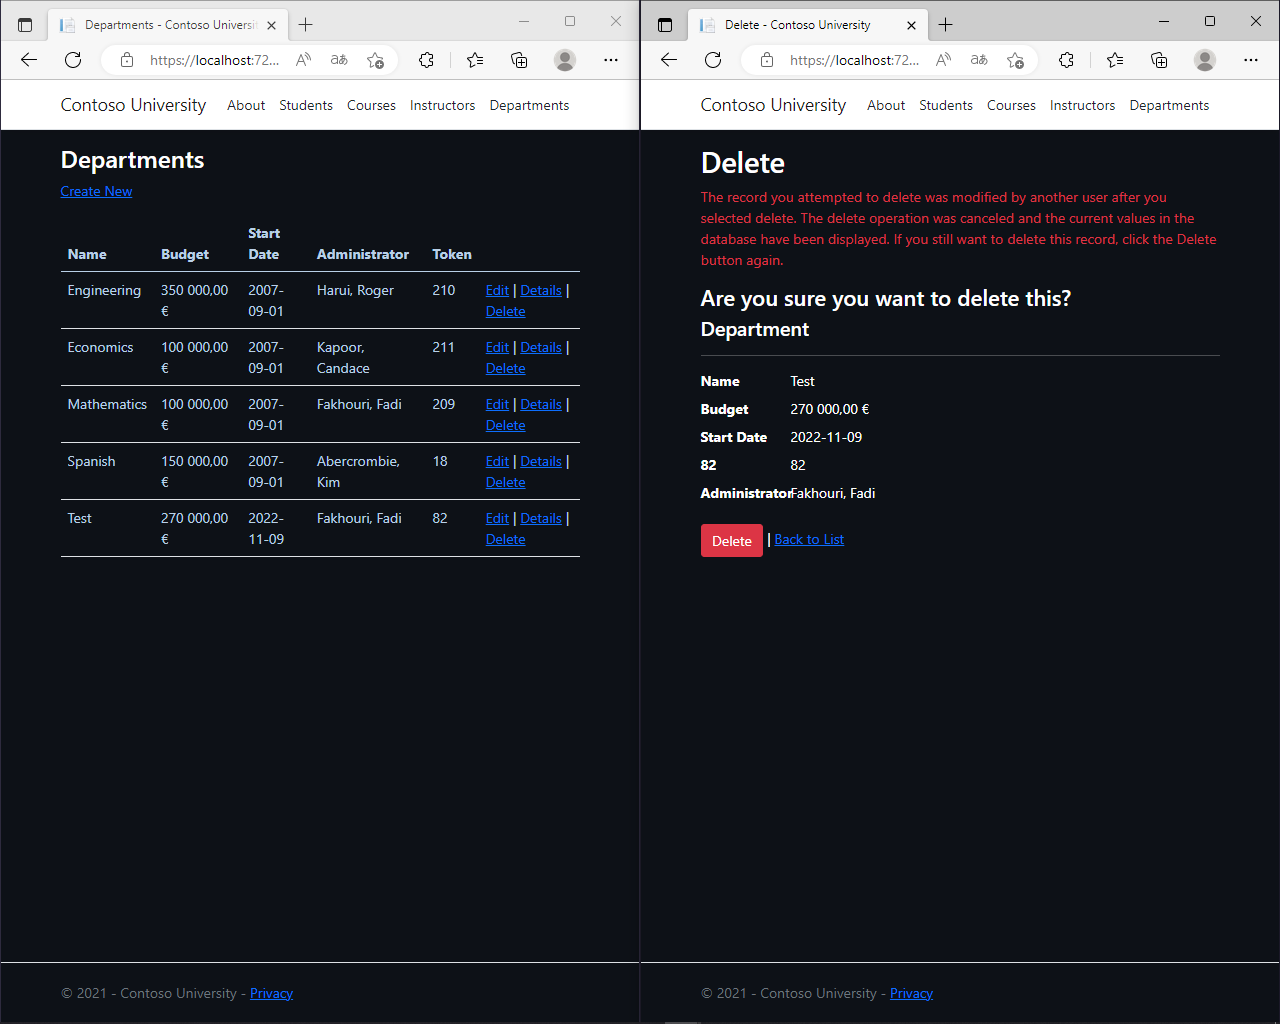 Departments - Contoso Universit
https://localhost:72...
Contoso University About Students Courses Instructors Departments
Departments
Create New
Name Budget Start Date Administrator Token
Engineering 350 000,00 € 2007-09-01 Harui, Roger 210 Edit | Details | Delete
Economics 100 000,00 € 2007-09-01 Kapoor, Candace 211 Edit | Details | Delete
Mathematics 100 000,00 € 2007-09-01 Fakhouri, Fadi 209 Edit | Details | Delete
Spanish 150 000,00 € 2007-09-01 Abercrombie, Kim 18 Edit | Details | Delete
Test 270 000,00 € 2022-11-09 Fakhouri, Fadi 82 Edit | Details | Delete
© 2021 - Contoso University - Privacy
Delete - Contoso University
https://localhost:72...
Contoso University About Students Courses Instructors Departments
Delete
The record you attempted to delete was modified by another user after you
selected delete. The delete operation was canceled and the current values in the
database have been displayed. If you still want to delete this record, click the Delete
button again.
Are you sure you want to delete this?
Department
Name Test
Budget 270 000,00 €
Start Date 2022-11-09
82 82
Administrator Fakhouri, Fadi
Delete | Back to List
© 2021 - Contoso University - Privacy